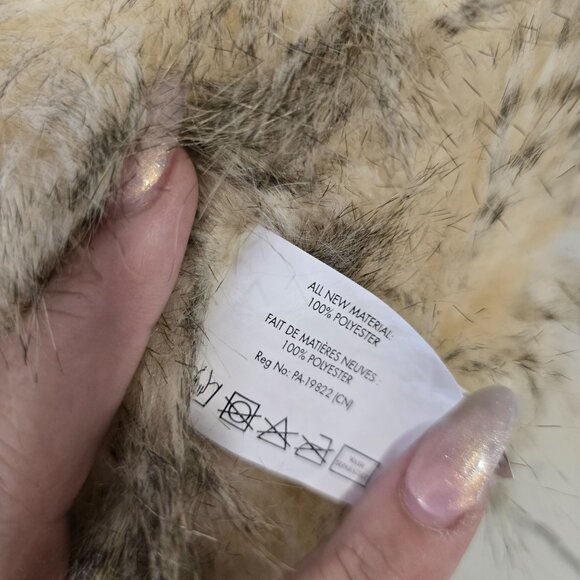 ALL NEW MATERIAL:
100% POLYESTER
FAIT DE MATIÈRES NEUVES :
100% POLYESTER
Reg No: PA-19822 (CN)